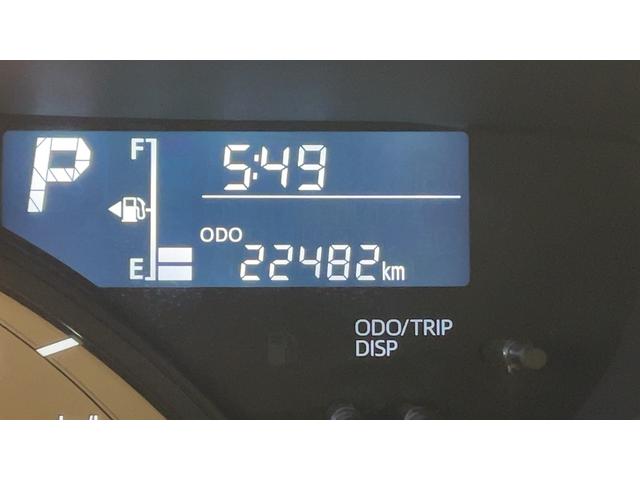 P
F
5:49
ODO
E
22482km
ODO/TRIP
DISP